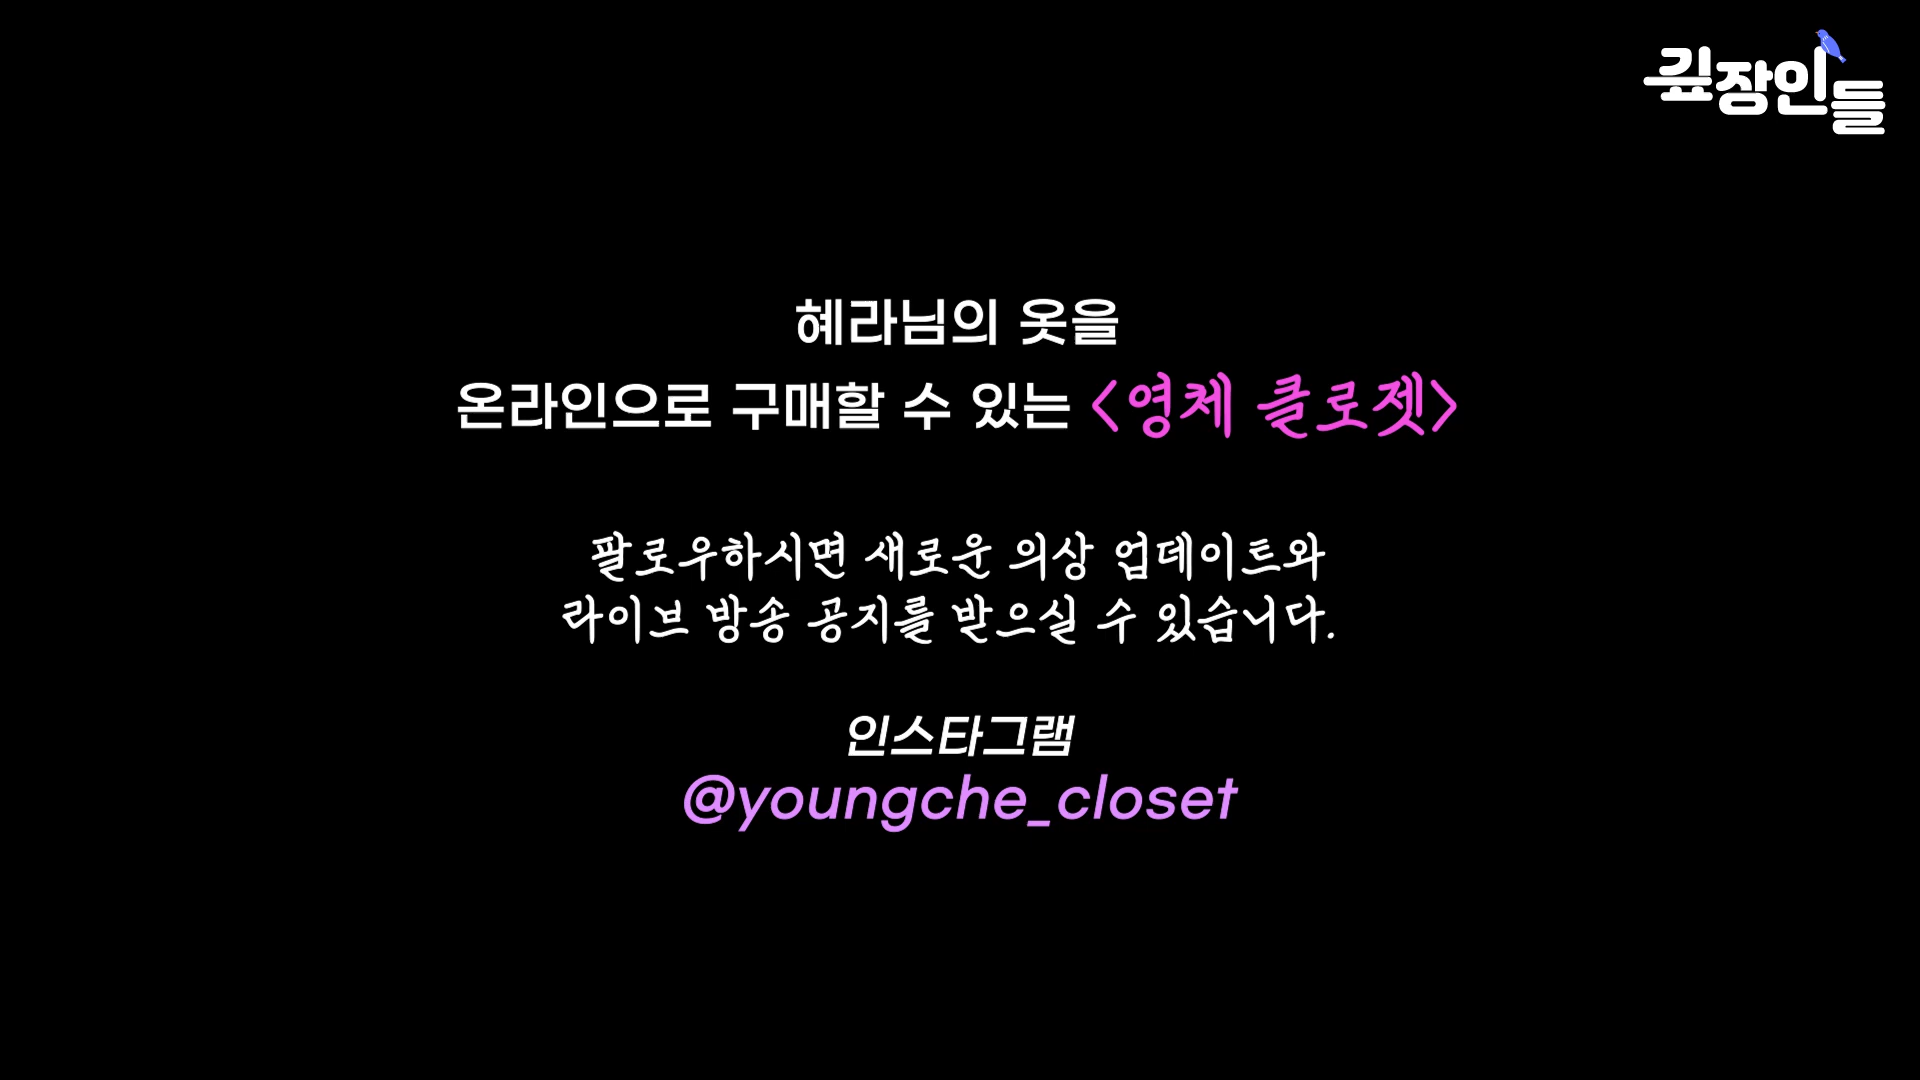 깊장인들
혜라님의 옷을
온라인으로 구매할 수 있는 <영체 클로젯>
팔로우하시면 새로운 의상 업데이트와
라이브 방송 공지를 받으실 수 있습니다.
인스타그램
@youngche_closet